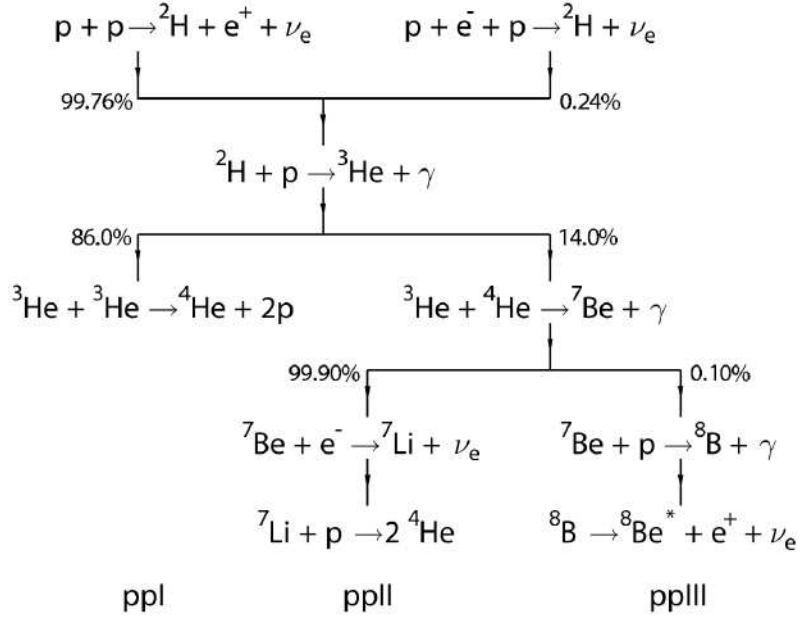 p + p → ²H + e⁺ + νₑ p + e⁻ + p → ²H + νₑ
99.76% 0.24%
²H + p → ³He + γ
86.0% 14.0%
³He + ³He → ⁴He + 2p ³He + ⁴He → ⁷Be + γ
99.90% 0.10%
⁷Be + e⁻ → ⁷Li + νₑ ⁷Be + p → ⁸B + γ
⁷Li + p → 2 ⁴He ⁸B → ⁸Be* + e⁺ + νₑ
ppI ppII ppIII